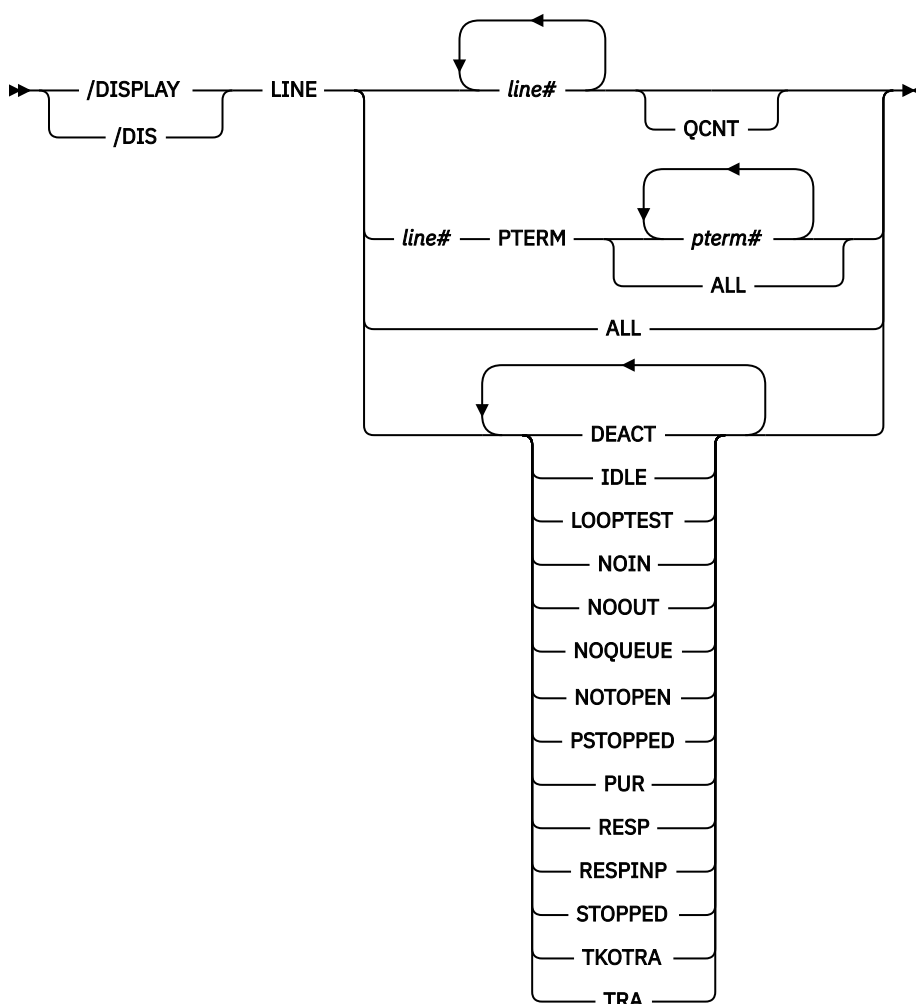 /DISPLAY LINE line#
/DIS QCNT
line# PTERM pterm#
ALL
ALL
DEACT
IDLE
LOOPTEST
NOIN
NOOUT
NOQUEUE
NOTOPEN
PSTOPPED
PUR
RESP
RESPINP
STOPPED
TKOTRA
TRA